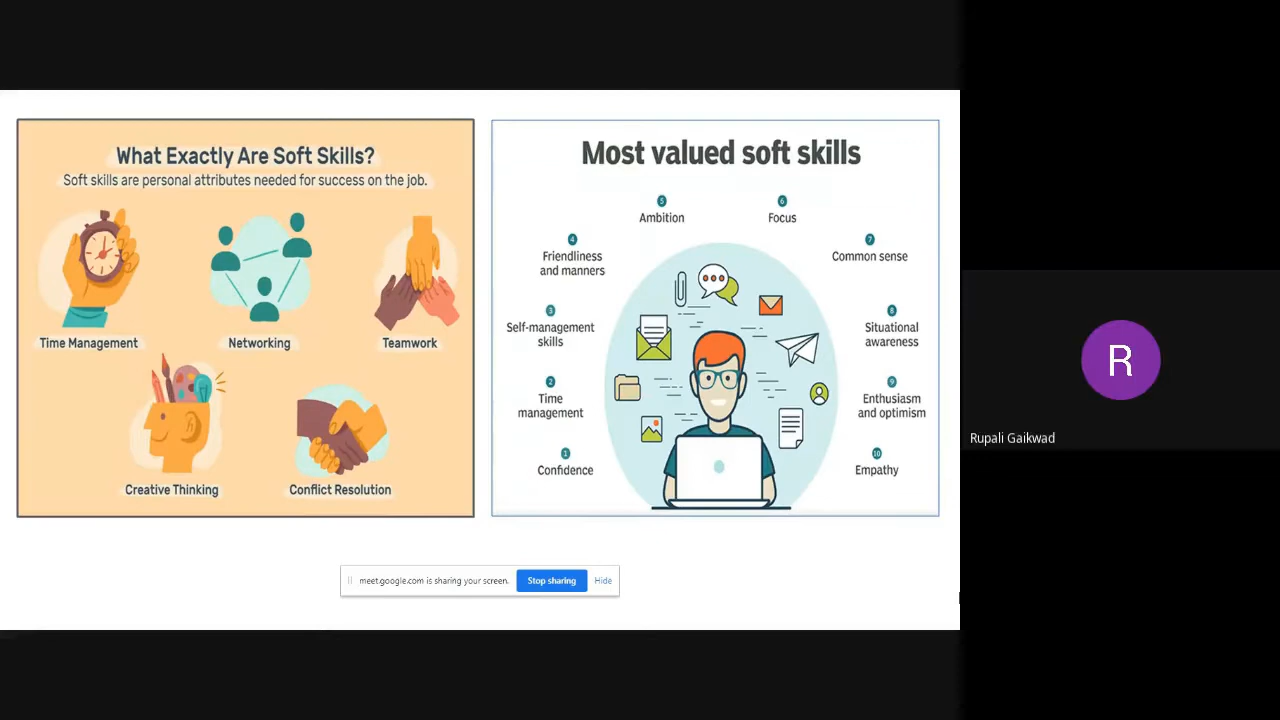 What Exactly Are Soft Skills?
Soft skills are personal attributes needed for success on the job.
Time Management
Networking
Teamwork
Creative Thinking
Conflict Resolution
Most valued soft skills
5
Ambition
6
Focus
4
Friendliness
and manners
7
Common sense
3
Self-management
skills
8
Situational
awareness
2
Time
management
9
Enthusiasm
and optimism
1
Confidence
10
Empathy
meet.google.com is sharing your screen.
Stop sharing
Hide
R
Rupali Gaikwad